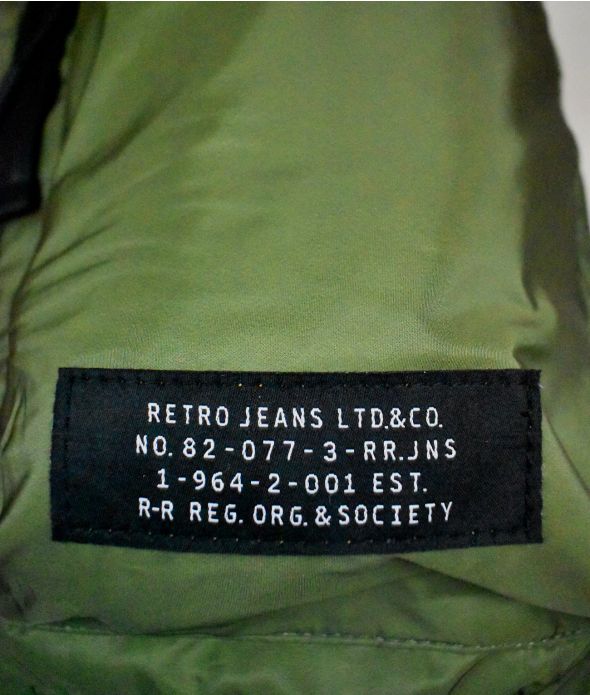 RETRO JEANS LTD.&CO.
NO. 82-077-3-RR.JNS
1-964-2-001 EST.
R-R REG. ORG. & SOCIETY